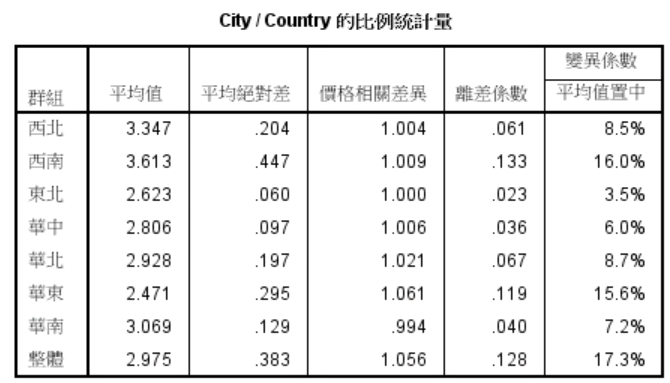 City / Country 的比例統計量
群組 平均值 平均絕對差 價格相關差異 離差係數 變異係數
平均值置中
西北 3.347 .204 1.004 .061 8.5%
西南 3.613 .447 1.009 .133 16.0%
東北 2.623 .060 1.000 .023 3.5%
華中 2.806 .097 1.006 .036 6.0%
華北 2.928 .197 1.021 .067 8.7%
華東 2.471 .295 1.061 .119 15.6%
華南 3.069 .129 .994 .040 7.2%
整體 2.975 .383 1.056 .128 17.3%